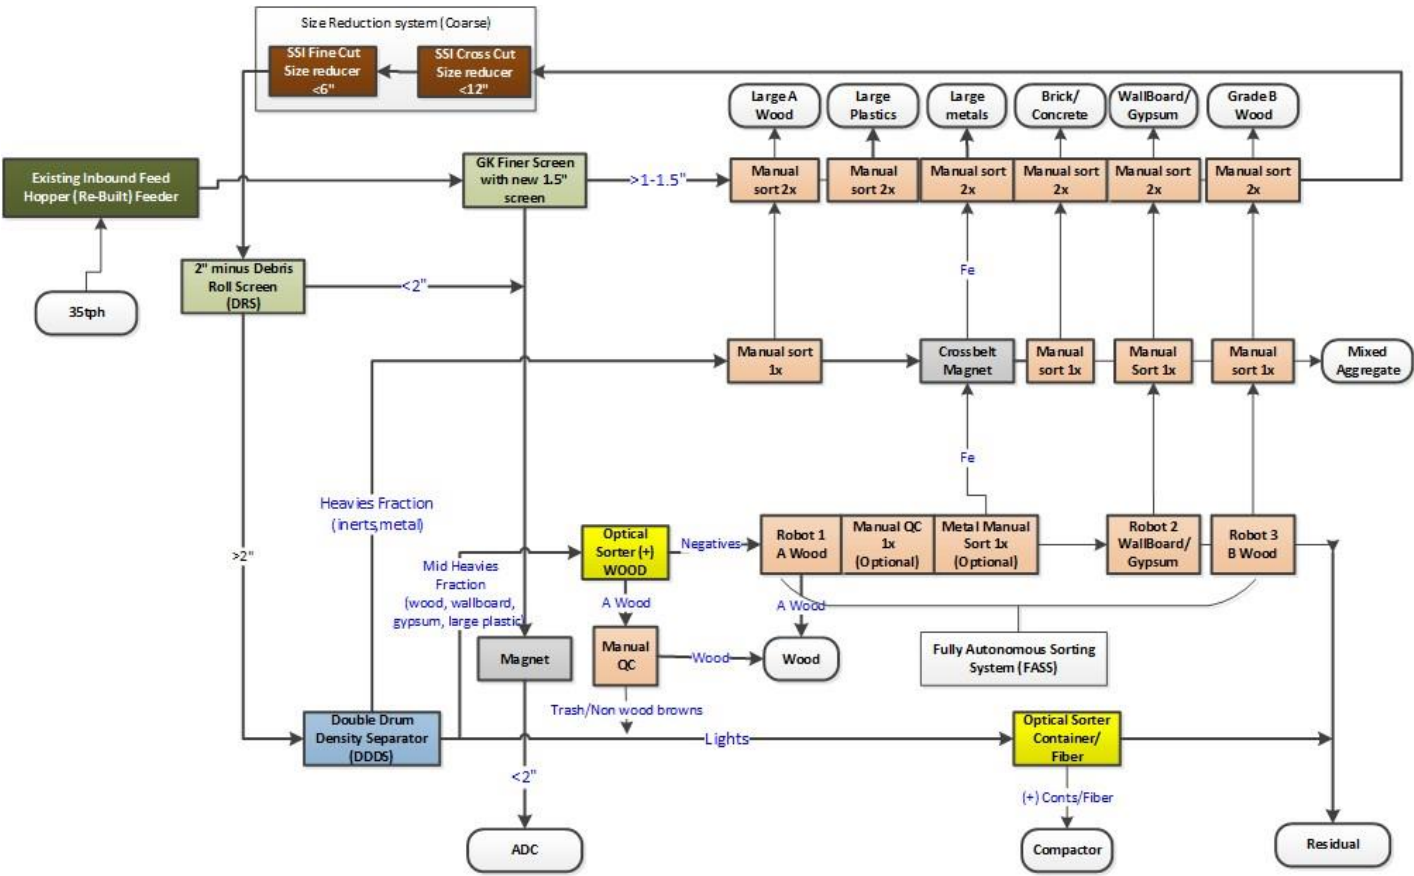 Size Reduction system (Coarse)
SSI Fine Cut
Size reducer
<6"
SSI Cross Cut
Size reducer
<12"
Large A
Wood
Large
Plastics
Large
metals
Brick/
Concrete
WallBoard/
Gypsum
Grade B
Wood
Existing Inbound Feed
Hopper (Re-Built) Feeder
GK Finer Screen
with new 1.5"
screen
>1-1.5"
Manual
sort 2x
Manual
sort 2x
Manual sort
2x
Manual sort
2x
Manual sort
2x
Manual sort
2x
35tph
2" minus Debris
Roll Screen
(DRS)
<2"
Fe
Manual sort
1x
Crossbelt
Magnet
Manual
sort 1x
Manual
Sort 1x
Manual
sort 1x
Mixed
Aggregate
Fe
Heavies Fraction
(inerts,metal)
>2"
Mid Heavies
Fraction
(wood, wallboard,
gypsum, large plastic)
Optical
Sorter (+)
WOOD
Negatives
Robot 1
A Wood
Manual QC
1x
(Optional)
Metal Manual
Sort 1x
(Optional)
Robot 2
WallBoard/
Gypsum
Robot 3
B Wood
A Wood
A Wood
Magnet
Manual
QC
Wood
Wood
Fully Autonomous Sorting
System (FASS)
Trash/Non wood browns
Double Drum
Density Separator
(DDDS)
Lights
Optical Sorter
Container/
Fiber
<2"
(+) Conts/Fiber
ADC
Compactor
Residual